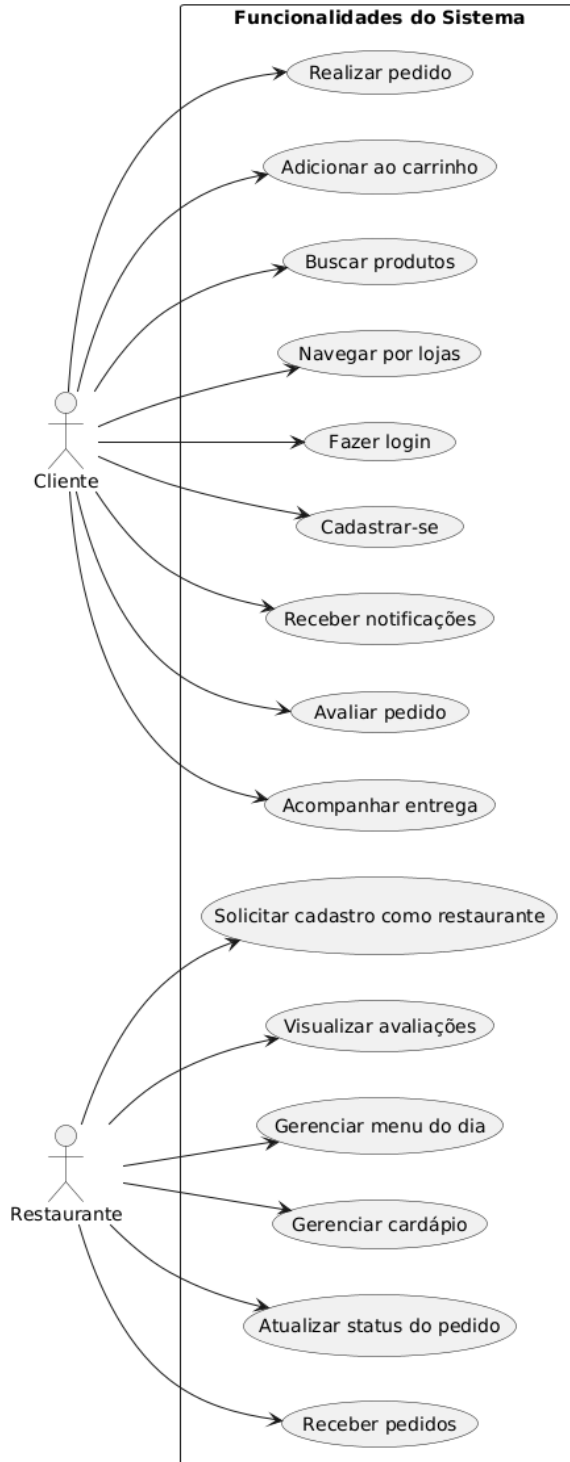 Funcionalidades do Sistema
Realizar pedido
Adicionar ao carrinho
Buscar produtos
Navegar por lojas
Fazer login
Cliente
Cadastrar-se
Receber notificações
Avaliar pedido
Acompanhar entrega
Solicitar cadastro como restaurante
Visualizar avaliações
Gerenciar menu do dia
Restaurante
Gerenciar cardápio
Atualizar status do pedido
Receber pedidos